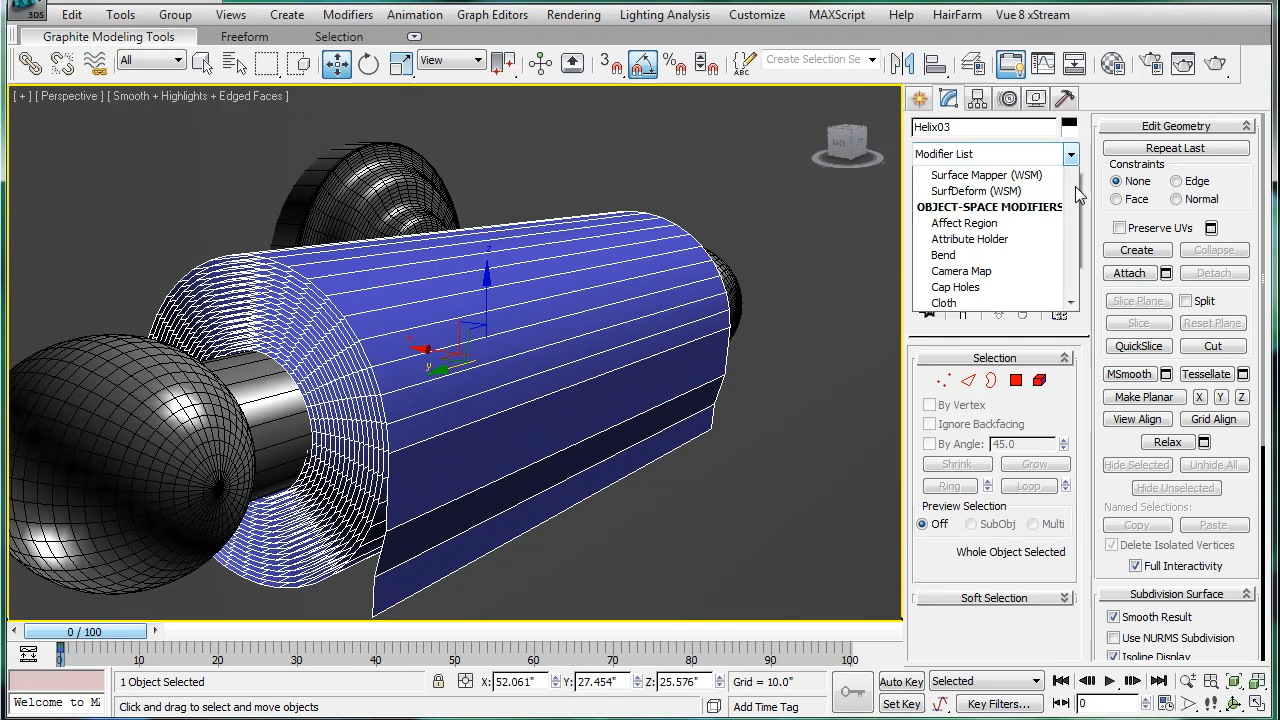 3DS
Edit Tools Group Views Create Modifiers Animation Graph Editors Rendering Lighting Analysis Customize MAXScript Help HairFarm Vue 8 xStream
Graphite Modeling Tools Freeform Selection
All View 3 % ABC Create Selection Se
[ + ] [ Perspective ] [ Smooth + Highlights + Edged Faces ]
Helix03
Modifier List
Surface Mapper (WSM)
SurfDeform (WSM)
OBJECT-SPACE MODIFIERS
Affect Region
Attribute Holder
Bend
Camera Map
Cap Holes
Cloth
Selection
By Vertex
Ignore Backfacing
By Angle: 45.0
Shrink Grow
Ring Loop
Preview Selection
Off SubObj Multi
Whole Object Selected
Soft Selection
Edit Geometry
Repeat Last
Constraints
None Edge
Face Normal
Preserve UVs
Create Collapse
Attach Detach
Slice Plane Split
Slice Reset Plane
QuickSlice Cut
MSmooth Tessellate
Make Planar X Y Z
View Align Grid Align
Relax
Hide Selected Unhide All
Hide Unselected
Named Selections:
Copy Paste
Delete Isolated Vertices
Full Interactivity
Subdivision Surface
Smooth Result
Use NURMS Subdivision
Isoline Display
BACK
z
x
y
0 / 100
0 10 20 30 40 50 60 70 80 90 100
1 Object Selected X: 52.061" Y: 27.454" Z: 25.576" Grid = 10.0" Auto Key Selected
Welcome to M Click and drag to select and move objects Add Time Tag Set Key Key Filters... 0